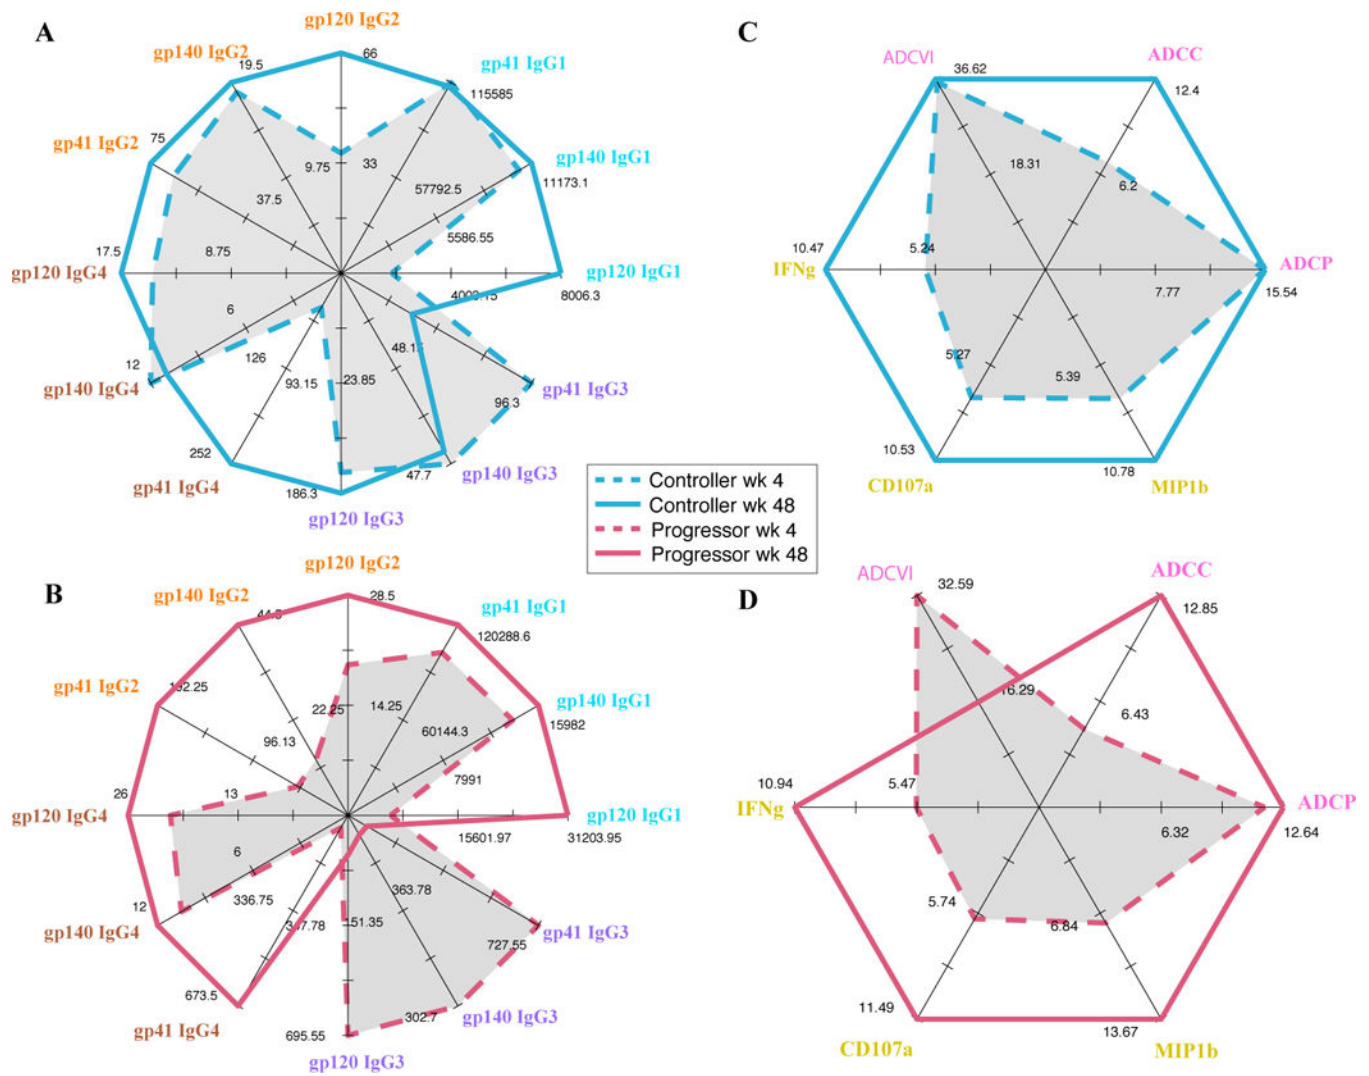 A
gp120 IgG2
gp140 IgG2
19.5
66
gp41 IgG1
115585
gp41 IgG2
75
9.75
33
gp140 IgG1
11173.1
37.5
57792.5
17.5
8.75
5586.55
gp120 IgG4
gp120 IgG1
4003.15
8006.3
6
12
126
48.15
gp140 IgG4
93.15
23.85
gp41 IgG3
96.3
252
47.7
gp41 IgG4
186.3
gp140 IgG3
gp120 IgG3
C
ADCVI
36.62
ADCC
12.4
18.31
6.2
10.47
5.24
IFNg
ADCP
7.77
15.54
5.27
5.39
10.53
10.78
CD107a
MIP1b
Controller wk 4
Controller wk 48
Progressor wk 4
Progressor wk 48
B
gp120 IgG2
gp140 IgG2
28.5
gp41 IgG1
120288.6
gp41 IgG2
192.25
22.25
14.25
gp140 IgG1
15982
96.13
60144.3
26
13
7991
gp120 IgG4
gp120 IgG1
15601.97
31203.95
6
12
336.75
363.78
gp140 IgG4
gp41 IgG3
727.55
673.5
302.7
gp41 IgG4
695.55
gp140 IgG3
gp120 IgG3
D
ADCVI
32.59
ADCC
12.85
16.29
6.43
10.94
5.47
IFNg
ADCP
6.32
12.64
5.74
6.84
11.49
13.67
CD107a
MIP1b